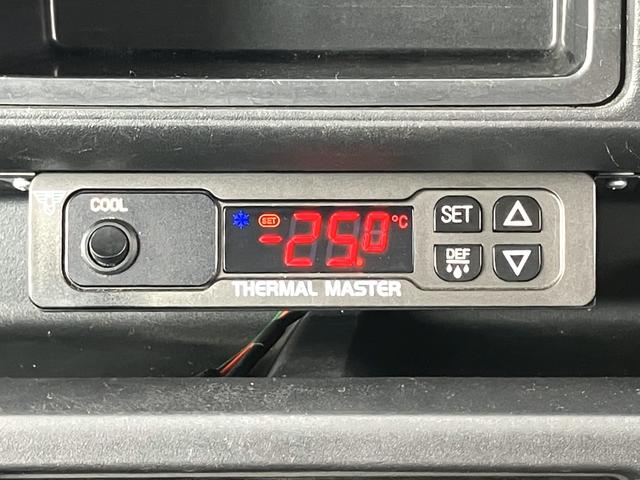 COOL
SET
-25.0 °C
SET
DEF
THERMAL MASTER